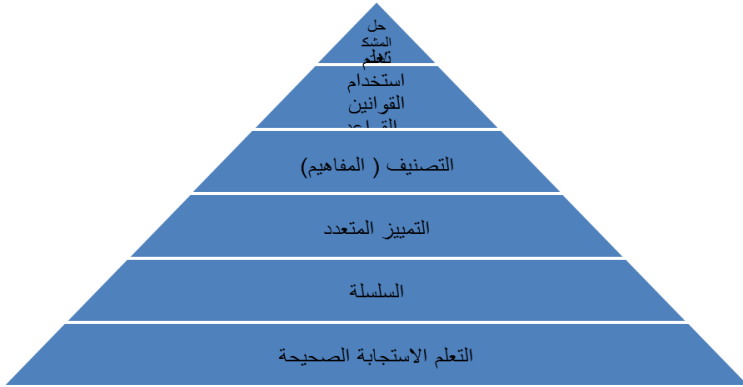 حل
تعلم
استخدام
القوانين
التصنيف ( المفاهيم)
التمييز المتعدد
السلسلة
التعلم الاستجابة الصحيحة